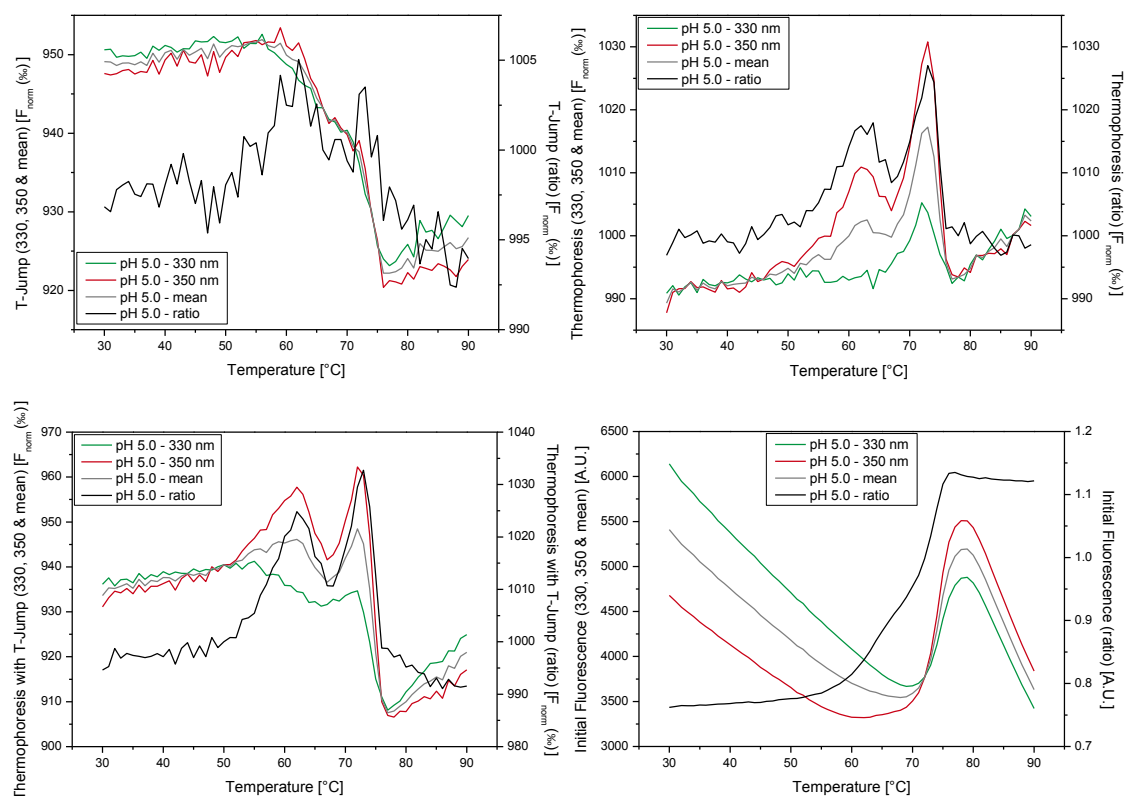 T-Jump (330, 350 & mean) [F_norm (‰)]
950
940
930
920
30 40 50 60 70 80 90
Temperature [°C]
1005
1000
995
990
T-Jump (ratio) [F_norm (‰)]
pH 5.0 - 330 nm
pH 5.0 - 350 nm
pH 5.0 - mean
pH 5.0 - ratio
Thermophoresis (330, 350 & mean) [F_norm (‰)]
1030
1020
1010
1000
990
30 40 50 60 70 80 90
Temperature [°C]
1030
1020
1010
1000
990
Thermophoresis (ratio) [F_norm (‰)]
pH 5.0 - 330 nm
pH 5.0 - 350 nm
pH 5.0 - mean
pH 5.0 - ratio
Thermophoresis with T-Jump (330, 350 & mean) [F_norm (‰)]
970
960
950
940
930
920
910
900
30 40 50 60 70 80 90
Temperature [°C]
1040
1030
1020
1010
1000
990
980
Thermophoresis with T-Jump (ratio) [F_norm (‰)]
pH 5.0 - 330 nm
pH 5.0 - 350 nm
pH 5.0 - mean
pH 5.0 - ratio
Initial Fluorescence (330, 350 & mean) [A.U.]
6500
6000
5500
5000
4500
4000
3500
3000
30 40 50 60 70 80 90
Temperature [°C]
1.2
1.1
1.0
0.9
0.8
0.7
Initial Fluorescence (ratio) [A.U.]
pH 5.0 - 330 nm
pH 5.0 - 350 nm
pH 5.0 - mean
pH 5.0 - ratio